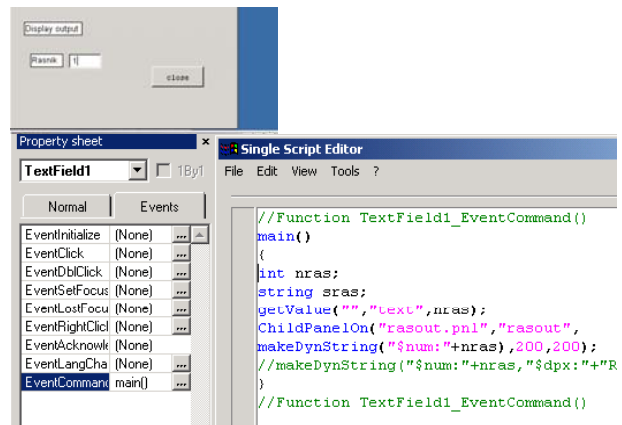 Display output
Rasnik 1
close
Property sheet ×
TextField1 1By1
Normal Events
EventInitialize (None) ...
EventClick (None) ...
EventDblClick (None) ...
EventSetFocus (None) ...
EventLostFocu (None) ...
EventRightClicl (None) ...
EventAcknowle (None)
EventLangCha (None) ...
EventCommand main() ...
Single Script Editor
File Edit View Tools ?
//Function TextField1_EventCommand()
main()
{
int nras;
string sras;
getValue("","text",nras);
ChildPanelOn("rasout.pnl","rasout",
makeDynString("$num:"+nras),200,200);
//makeDynString("$num:"+nras,"$dpx:"+"R
}
//Function TextField1_EventCommand()